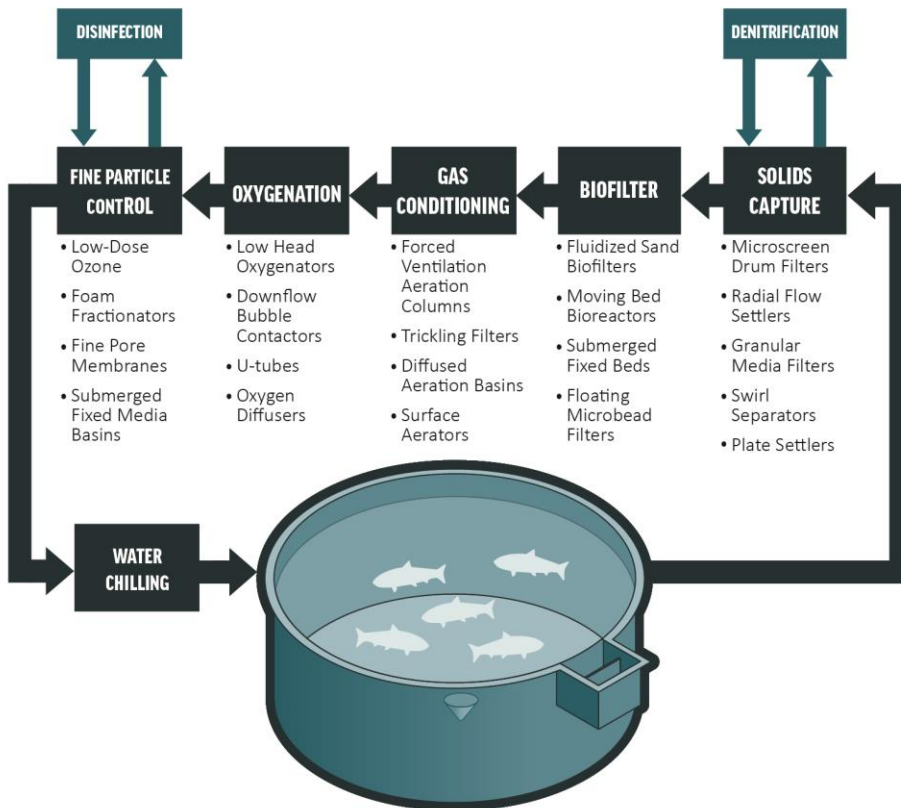 DISINFECTION
DENITRIFICATION
FINE PARTICLE
CONTROL
OXYGENATION
GAS
CONDITIONING
BIOFILTER
SOLIDS
CAPTURE
• Low-Dose
Ozone
• Foam
Fractionators
• Fine Pore
Membranes
• Submerged
Fixed Media
Basins
• Low Head
Oxygenators
• Downflow
Bubble
Contactors
• U-tubes
• Oxygen
Diffusers
• Forced
Ventilation
Aeration
Columns
• Trickling Filters
• Diffused
Aeration Basins
• Surface
Aerators
• Fluidized Sand
Biofilters
• Moving Bed
Bioreactors
• Submerged
Fixed Beds
• Floating
Microbead
Filters
• Microscreen
Drum Filters
• Radial Flow
Settlers
• Granular
Media Filters
• Swirl
Separators
• Plate Settlers
WATER
CHILLING